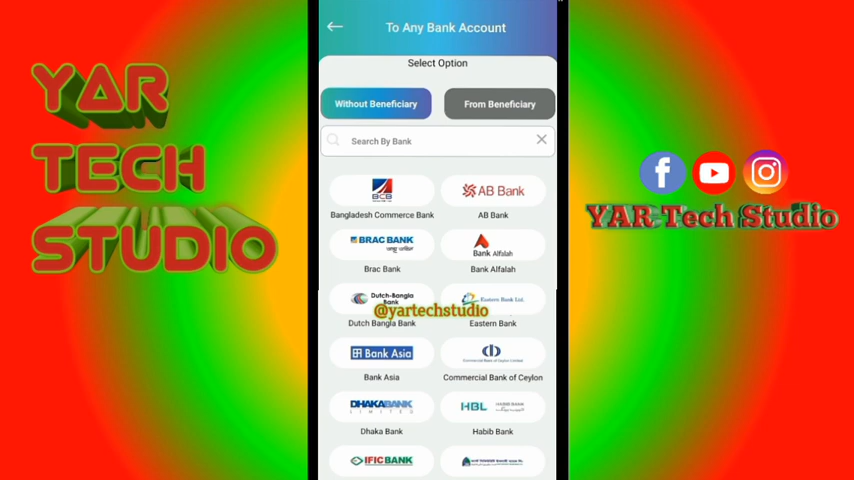 YAR
TECH
STUDIO
To Any Bank Account
Select Option
Without Beneficiary
From Beneficiary
Search By Bank
BCB
AB Bank
Bangladesh Commerce Bank
AB Bank
BRAC BANK
Bank Alfalah
Brac Bank
Bank Alfalah
Dutch-Bangla
Bank
Eastern Bank Ltd.
@yartechstudio
Dutch Bangla Bank
Eastern Bank
Bank Asia
Commercial Bank of Ceylon Limited
Bank Asia
Commercial Bank of Ceylon
DHAKA BANK
LIMITED
HBL
HABIB BANK
Dhaka Bank
Habib Bank
IFIC BANK
YAR Tech Studio